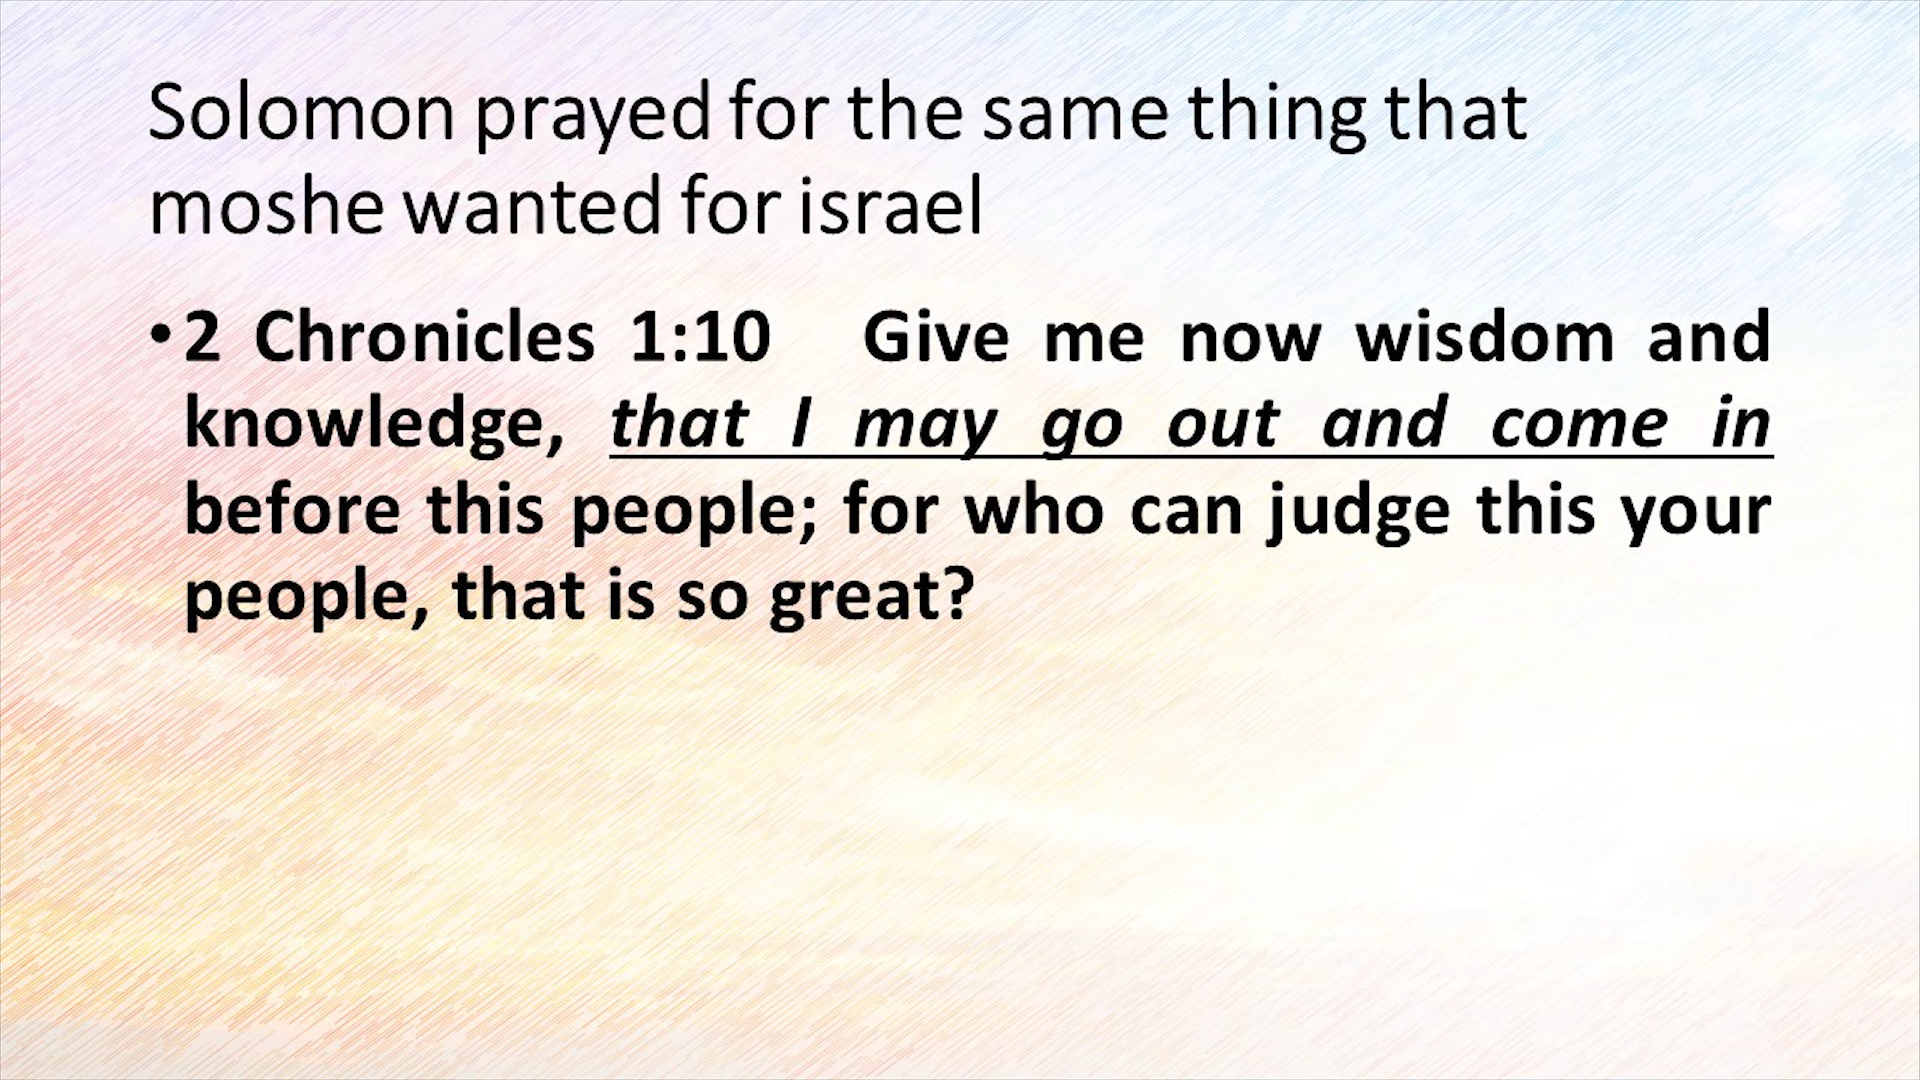 Solomon prayed for the same thing that
moshe wanted for israel
• 2 Chronicles 1:10 Give me now wisdom and
knowledge, that I may go out and come in
before this people; for who can judge this your
people, that is so great?